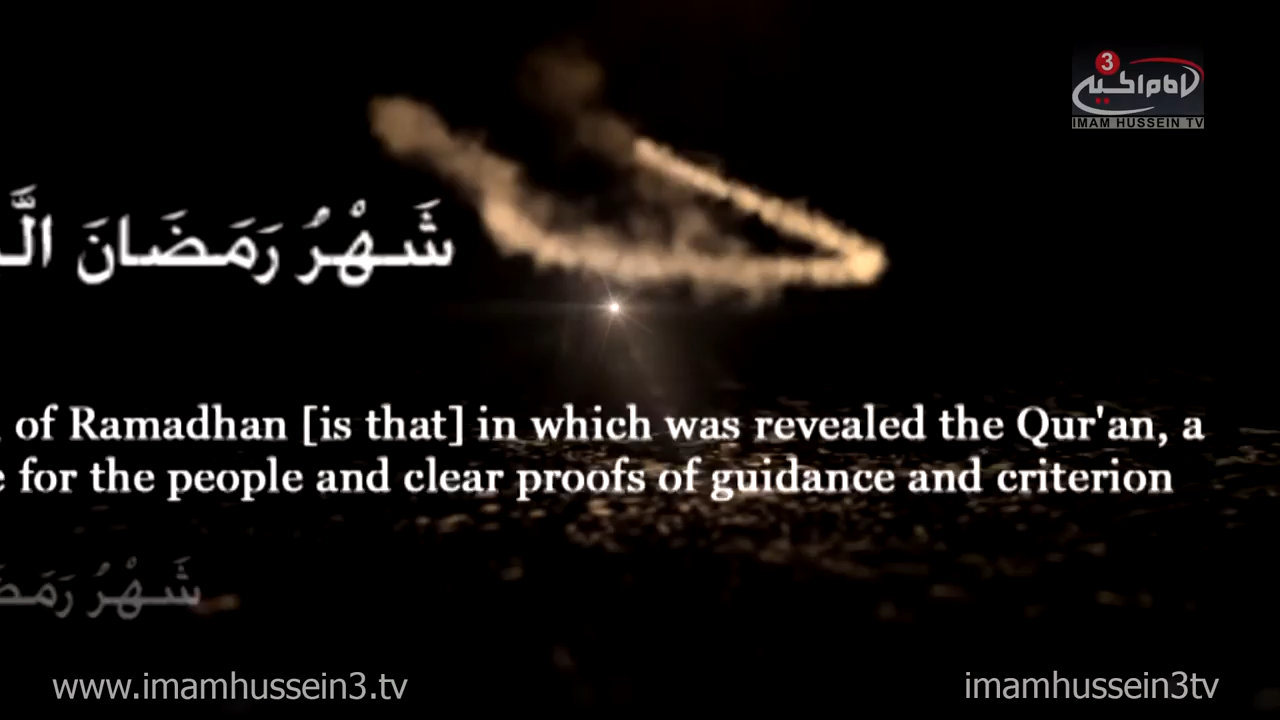 3
IMAM HUSSEIN TV
شَهْرُ رَمَضَانَ
of Ramadhan [is that] in which was revealed the Qur'an, a
for the people and clear proofs of guidance and criterion
شَهْرُ
www.imamhussein3.tv
imamhussein3tv